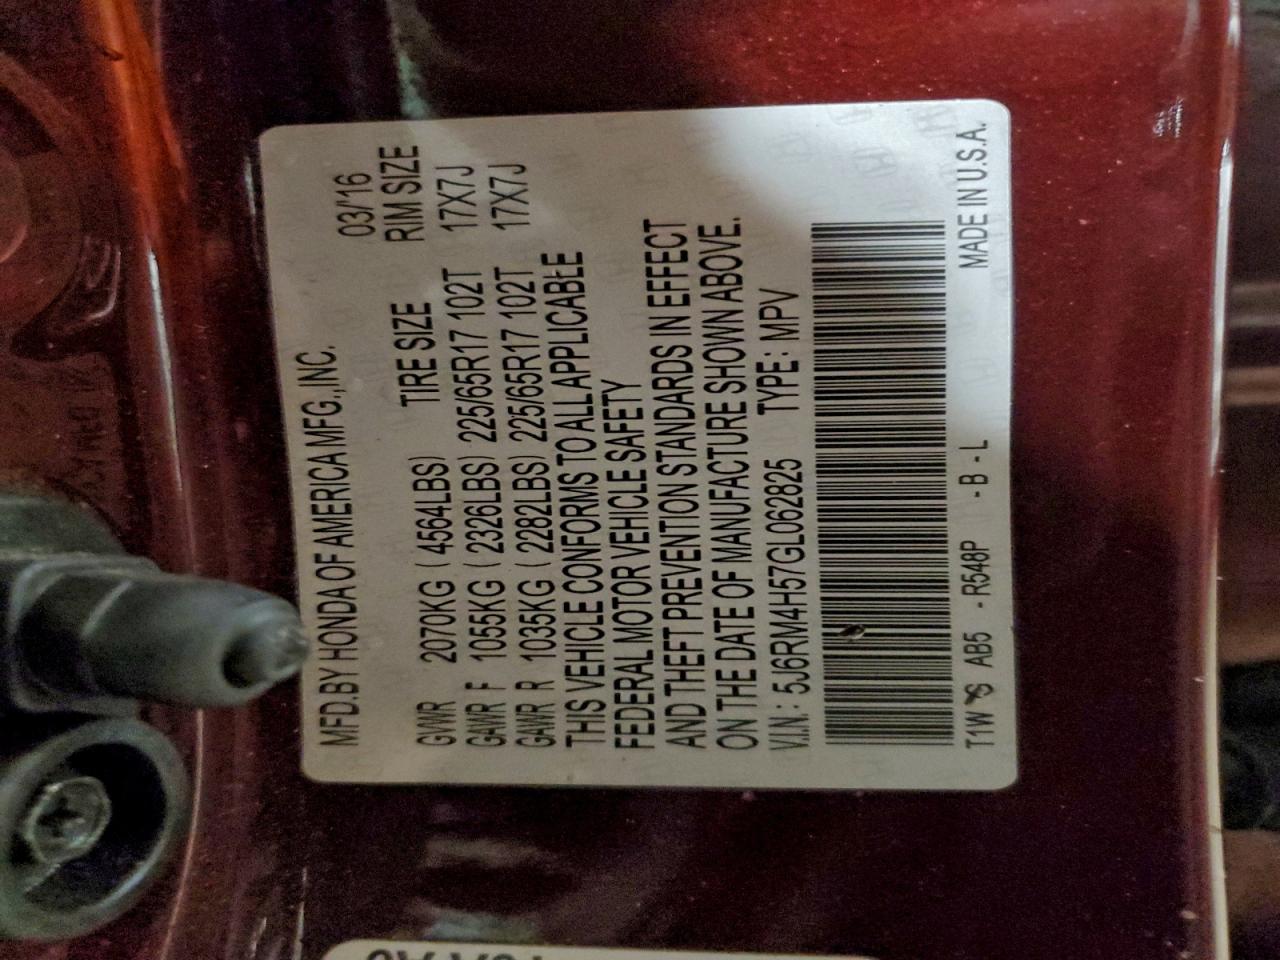 MFD.BY HONDA OF AMERICA MFG.,INC. 03/'16
TIRE SIZE RIM SIZE
GVWR 2070KG ( 4564LBS)
GAWR F 1055KG ( 2326LBS) 225/65R17 102T 17X7J
GAWR R 1035KG ( 2282LBS) 225/65R17 102T 17X7J
THIS VEHICLE CONFORMS TO ALL APPLICABLE
FEDERAL MOTOR VEHICLE SAFETY
AND THEFT PREVENTION STANDARDS IN EFFECT
ON THE DATE OF MANUFACTURE SHOWN ABOVE.
V.I.N.: 5J6RM4H57GL062825 TYPE: MPV
T1W AB5 -R548P -B-L MADE IN U.S.A.